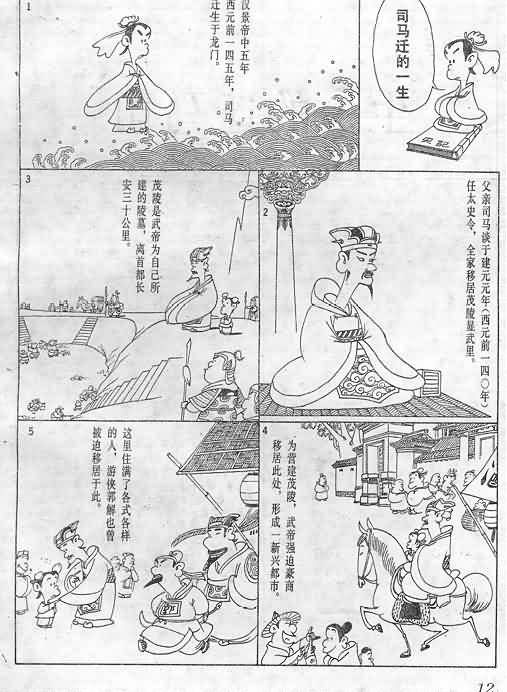 司马迁的一生
史記
1
汉景帝中五年
西元前一四五年，司马
迁生于龙门。
2
父亲司马谈于建元元年(西元前一四〇年)
任太史令，全家移居茂陵显武里。
3
茂陵是武帝为自己所
建的陵墓，离首都长
安三十公里。
4
为营建茂陵，武帝强迫豪商
移居此处，形成一新兴都市。
5
这里住满了各式各样
的人，游侠郭解也曾
被迫移居于此。
12